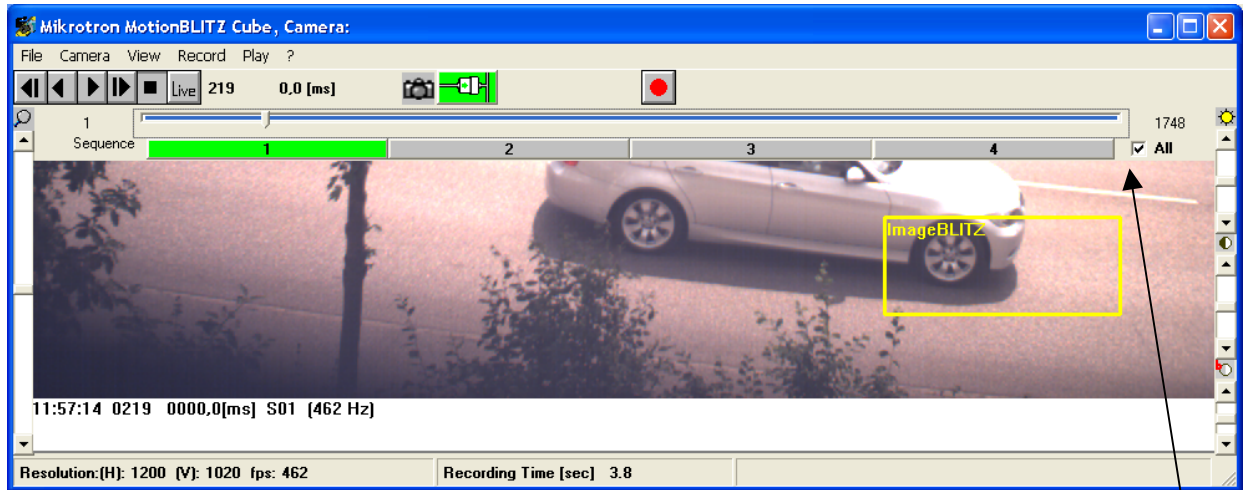 Mikrotron MotionBLITZ Cube, Camera:
File Camera View Record Play ?
Live 219 0,0 [ms]
1 1748
Sequence 1 2 3 4 All
ImageBLITZ
11:57:14 0219 0000,0[ms] S01 (462 Hz)
Resolution:(H): 1200 (V): 1020 fps: 462 Recording Time [sec] 3.8